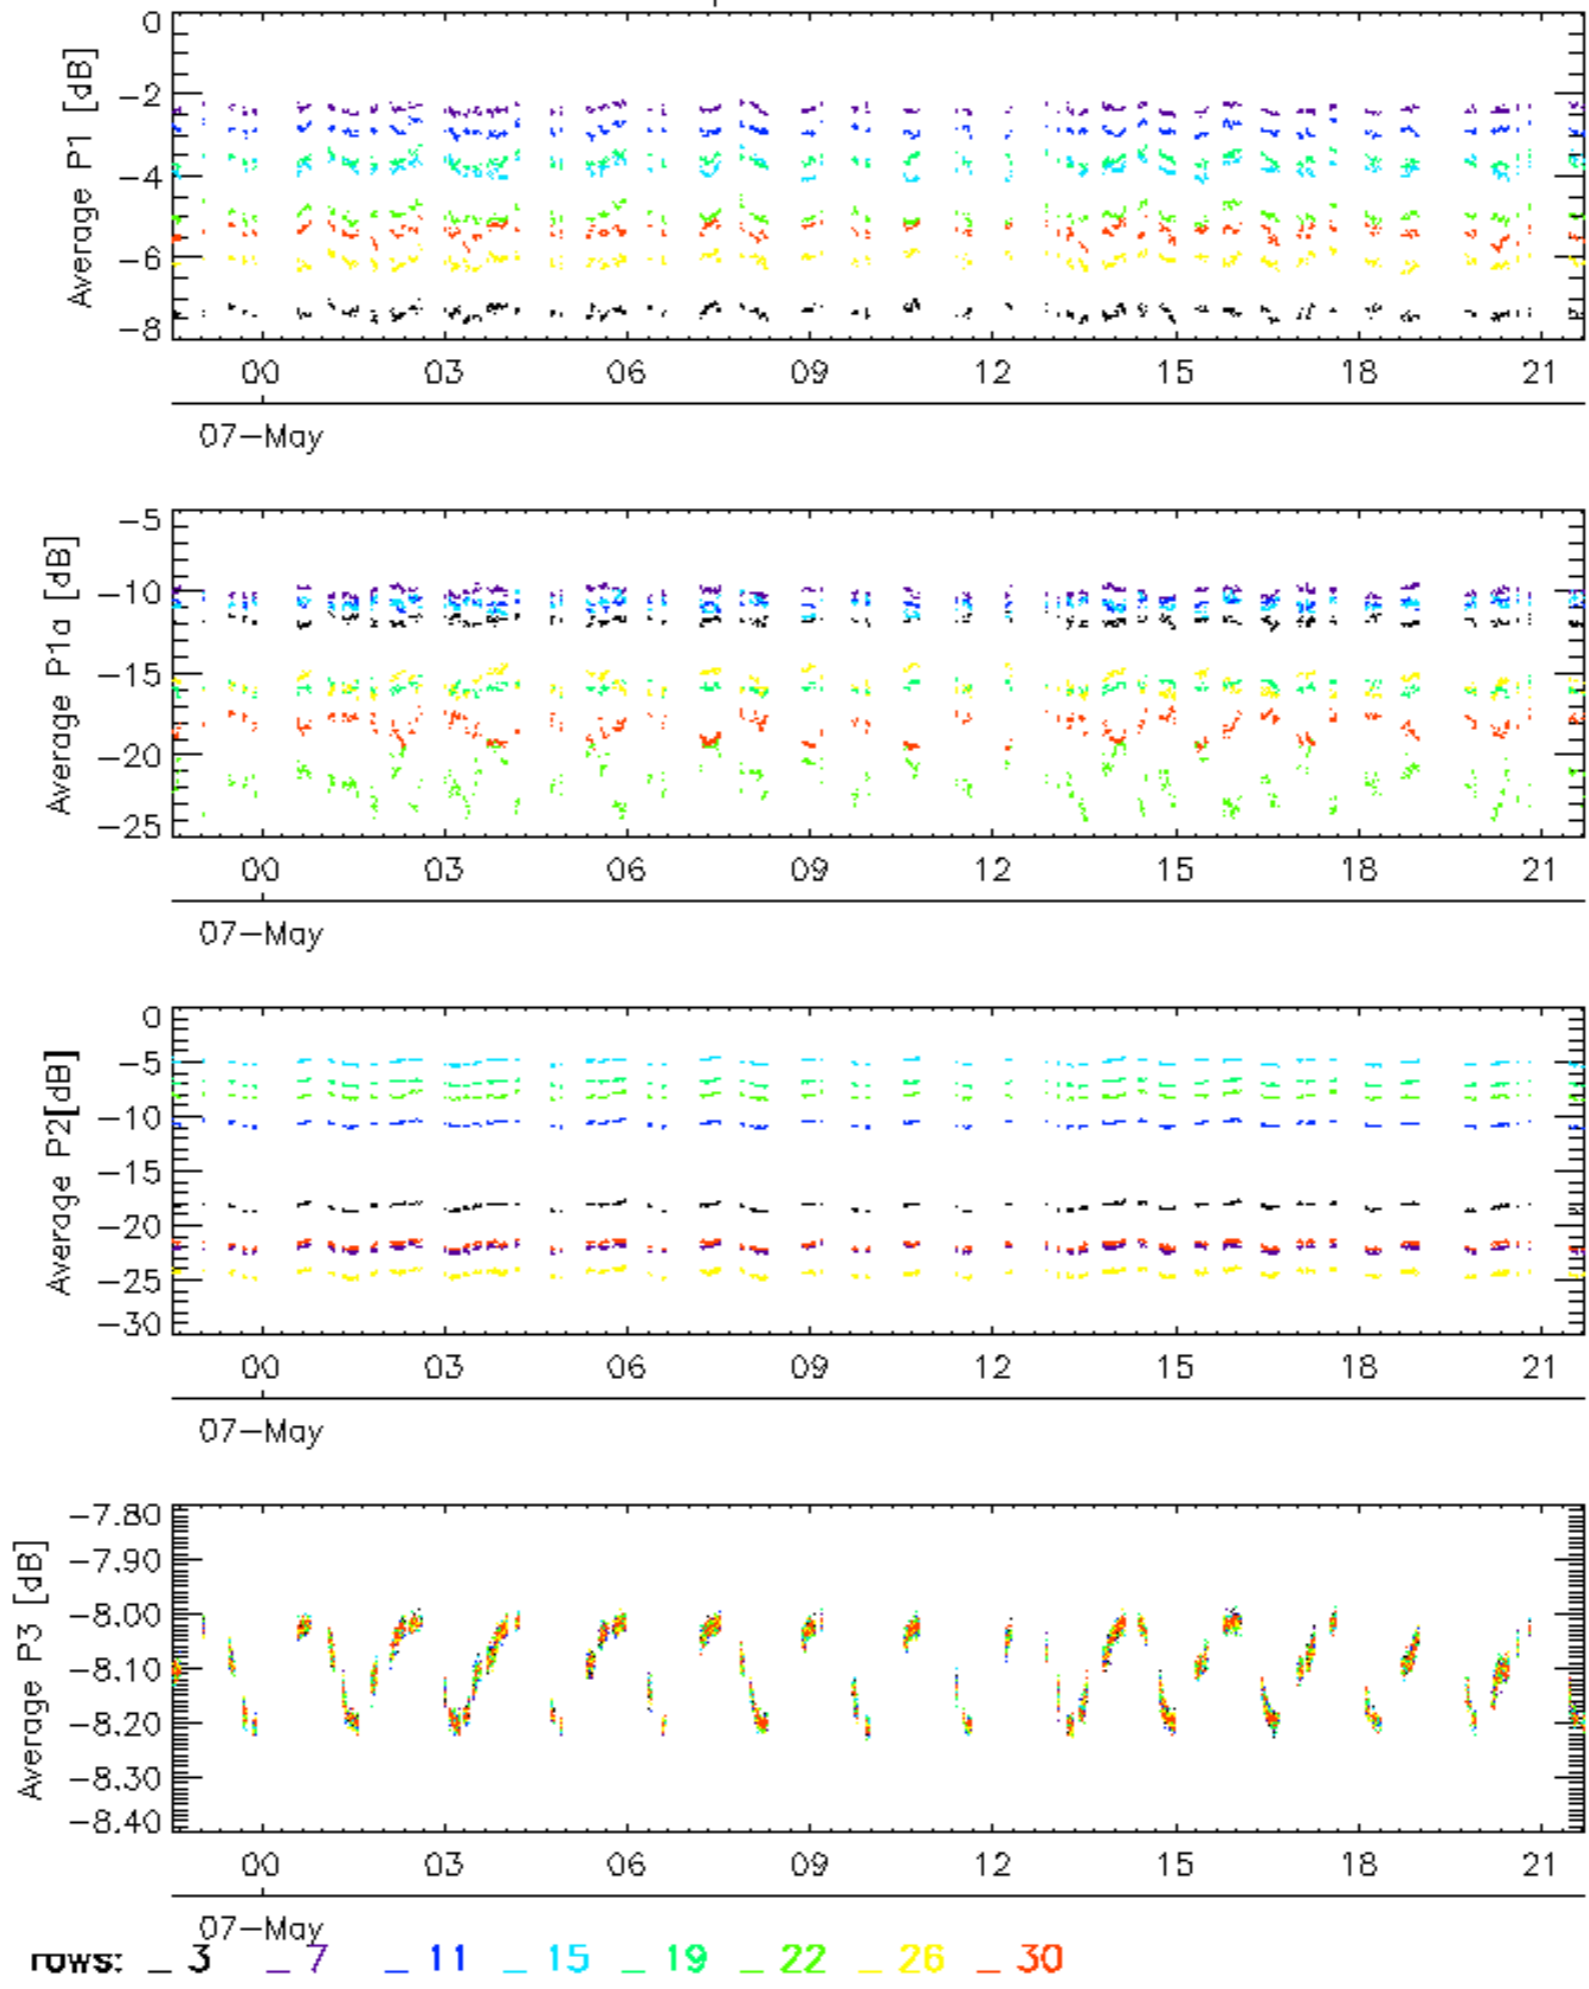 0
−2
−4
−6
−8
Average P1 [dB]
00 03 06 09 12 15 18 21
07−May
−5
−10
−15
−20
−25
Average P1a [dB]
00 03 06 09 12 15 18 21
07−May
0
−5
−10
−15
−20
−25
−30
Average P2[dB]
00 03 06 09 12 15 18 21
07−May
−7.80
−7.90
−8.00
−8.10
−8.20
−8.30
−8.40
Average P3 [dB]
00 03 06 09 12 15 18 21
07−May
rows: _ 3 _ 7 _ 11 _ 15 _ 19 _ 22 _ 26 _ 30